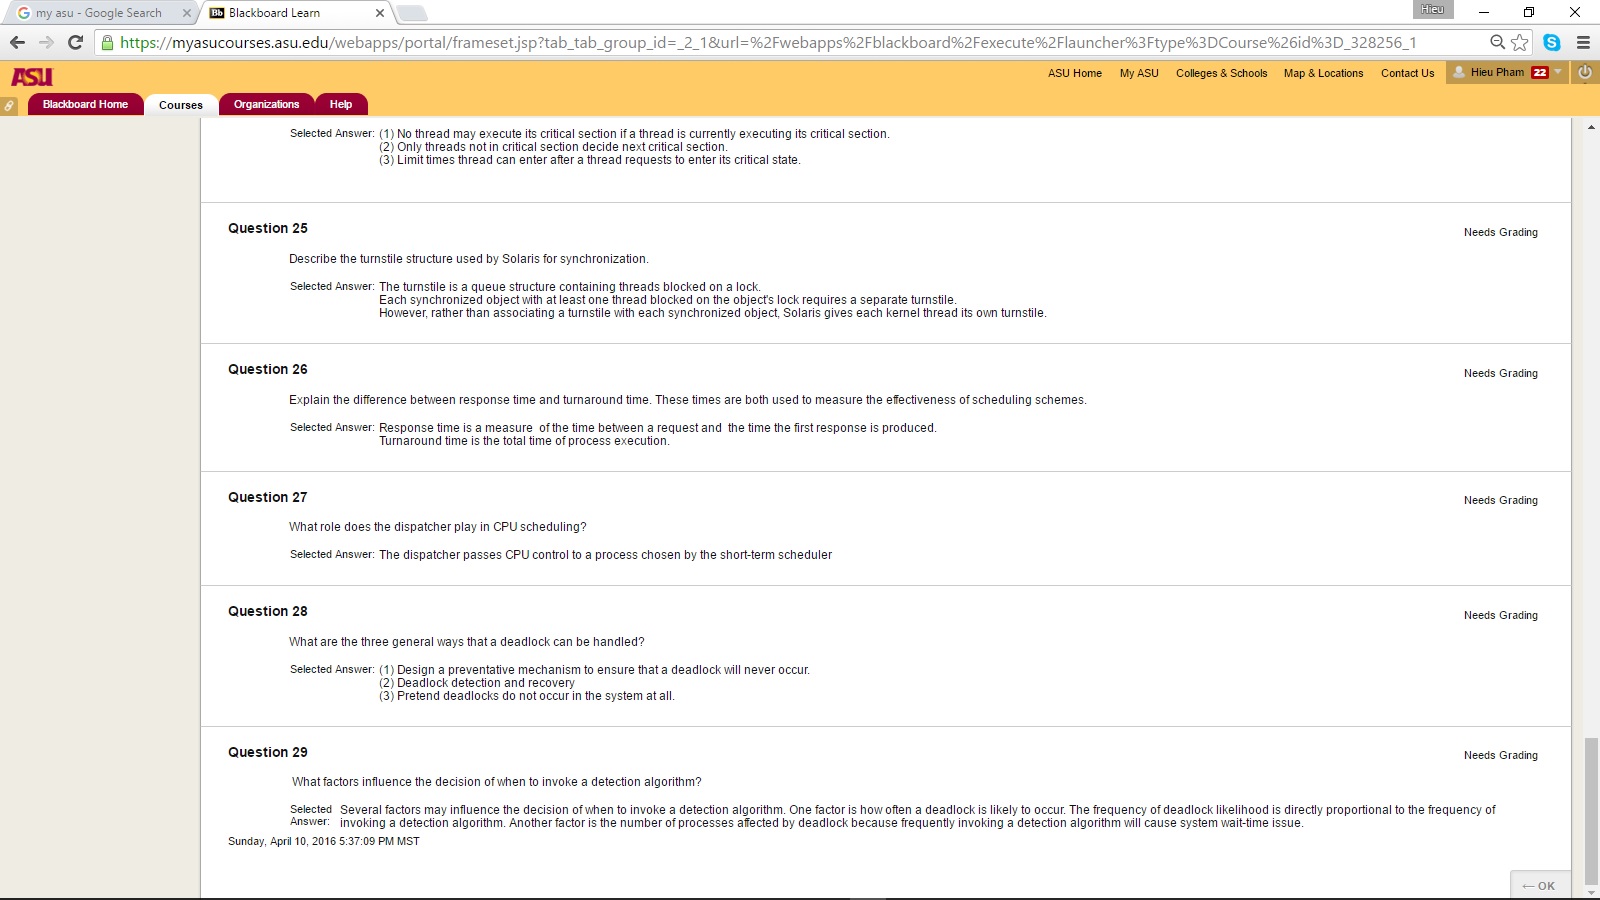 my asu - Google Search
Blackboard Learn
Hieu
https://myasucourses.asu.edu/webapps/portal/frameset.jsp?tab_tab_group_id=_2_1&url=%2Fwebapps%2Fblackboard%2Fexecute%2Flauncher%3Ftype%3DCourse%26id%3D_328256_1
ASU
ASU Home My ASU Colleges & Schools Map & Locations Contact Us Hieu Pham 22
Blackboard Home Courses Organizations Help
Selected Answer: (1) No thread may execute its critical section if a thread is currently executing its critical section.
(2) Only threads not in critical section decide next critical section.
(3) Limit times thread can enter after a thread requests to enter its critical state.
Question 25
Needs Grading
Describe the turnstile structure used by Solaris for synchronization.
Selected Answer: The turnstile is a queue structure containing threads blocked on a lock.
Each synchronized object with at least one thread blocked on the object's lock requires a separate turnstile.
However, rather than associating a turnstile with each synchronized object, Solaris gives each kernel thread its own turnstile.
Question 26
Needs Grading
Explain the difference between response time and turnaround time. These times are both used to measure the effectiveness of scheduling schemes.
Selected Answer: Response time is a measure of the time between a request and the time the first response is produced.
Turnaround time is the total time of process execution.
Question 27
Needs Grading
What role does the dispatcher play in CPU scheduling?
Selected Answer: The dispatcher passes CPU control to a process chosen by the short-term scheduler
Question 28
Needs Grading
What are the three general ways that a deadlock can be handled?
Selected Answer: (1) Design a preventative mechanism to ensure that a deadlock will never occur.
(2) Deadlock detection and recovery
(3) Pretend deadlocks do not occur in the system at all.
Question 29
Needs Grading
What factors influence the decision of when to invoke a detection algorithm?
Selected Answer: Several factors may influence the decision of when to invoke a detection algorithm. One factor is how often a deadlock is likely to occur. The frequency of deadlock likelihood is directly proportional to the frequency of
invoking a detection algorithm. Another factor is the number of processes affected by deadlock because frequently invoking a detection algorithm will cause system wait-time issue.
Sunday, April 10, 2016 5:37:09 PM MST
← OK